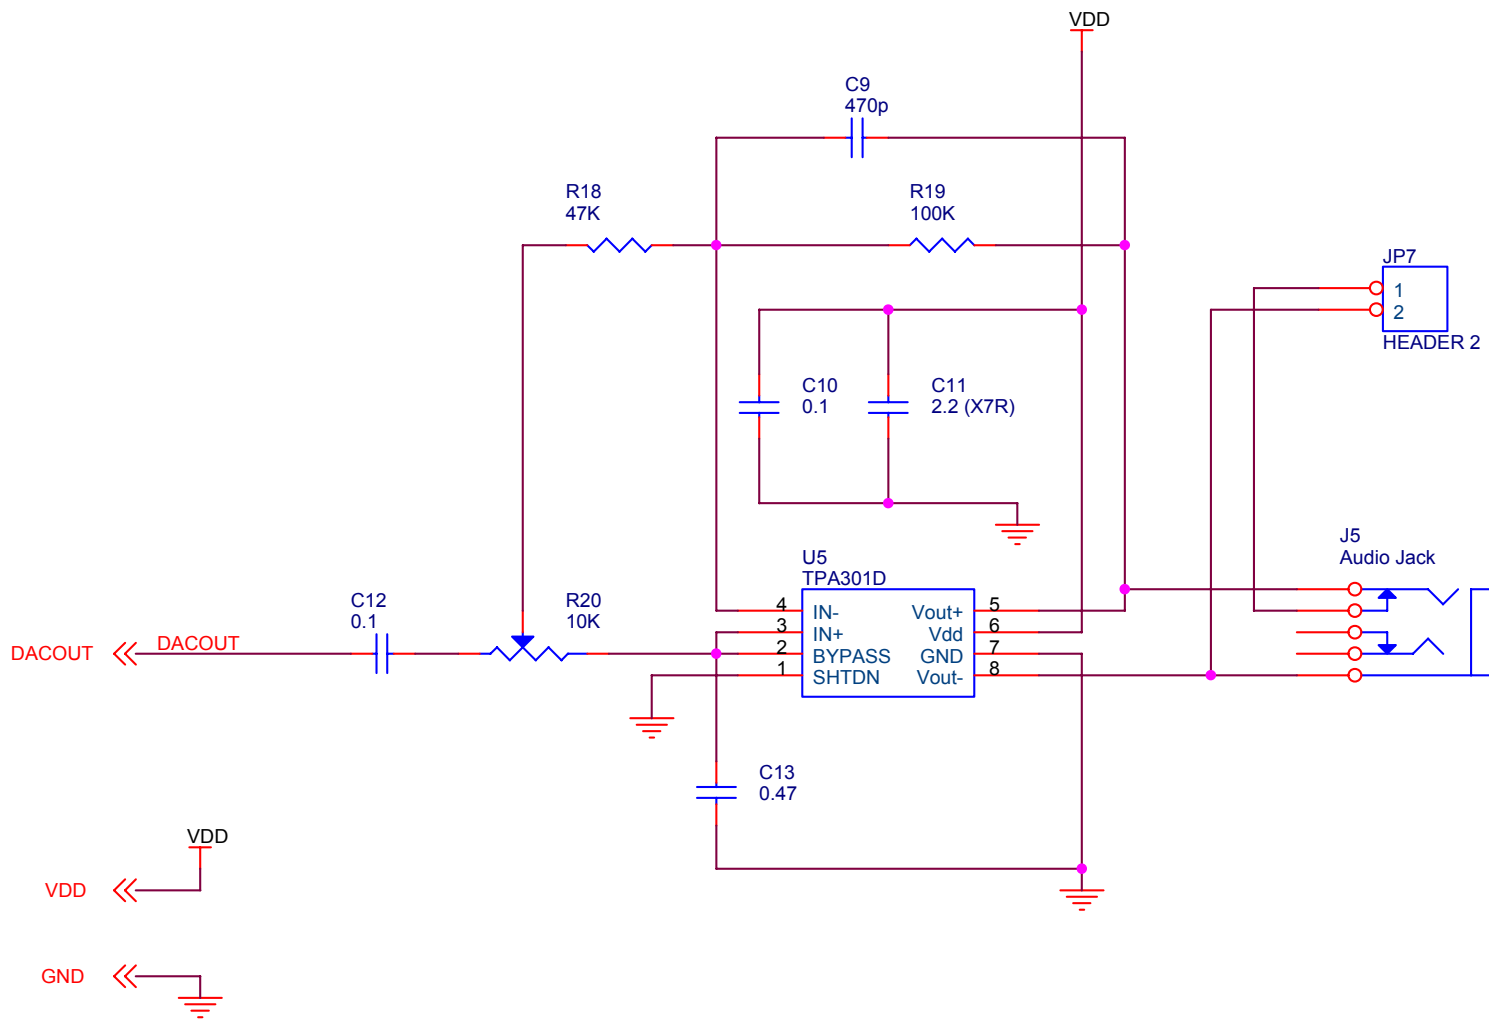 VDD
C9
470p
R18
47K
R19
100K
JP7
1
2
HEADER 2
C10
0.1
C11
2.2 (X7R)
J5
Audio Jack
U5
TPA301D
4 IN- Vout+ 5
3 IN+ Vdd 6
2 BYPASS GND 7
1 SHTDN Vout- 8
C12
0.1
R20
10K
DACOUT DACOUT
C13
0.47
VDD
VDD
GND